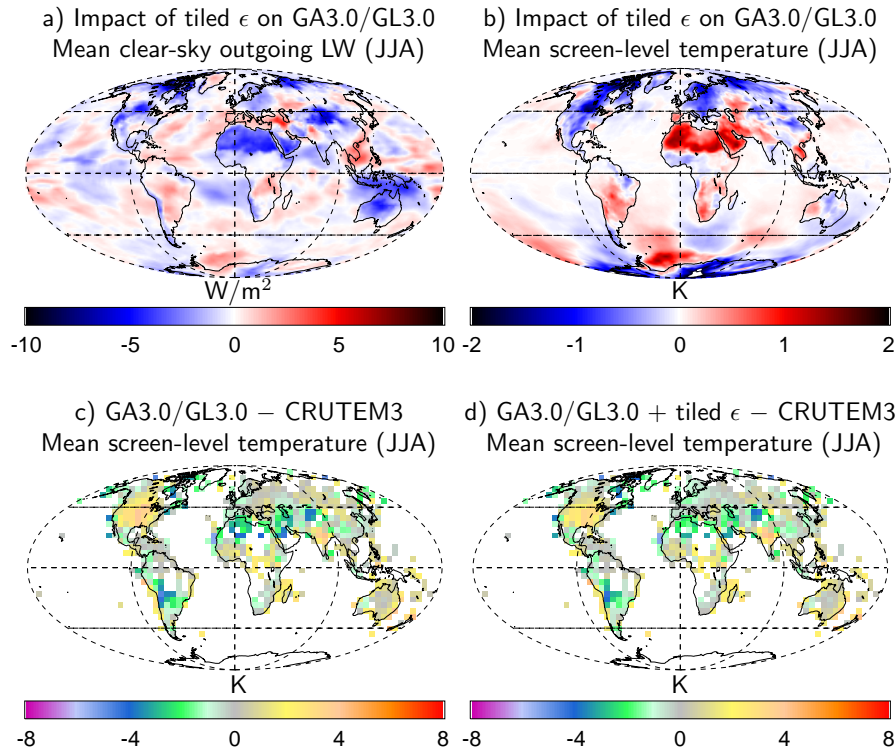 a) Impact of tiled ϵ on GA3.0/GL3.0
Mean clear-sky outgoing LW (JJA)
W/m²
-10 -5 0 5 10
b) Impact of tiled ϵ on GA3.0/GL3.0
Mean screen-level temperature (JJA)
K
-2 -1 0 1 2
c) GA3.0/GL3.0 − CRUTEM3
Mean screen-level temperature (JJA)
K
-8 -4 0 4 8
d) GA3.0/GL3.0 + tiled ϵ − CRUTEM3
Mean screen-level temperature (JJA)
K
-8 -4 0 4 8